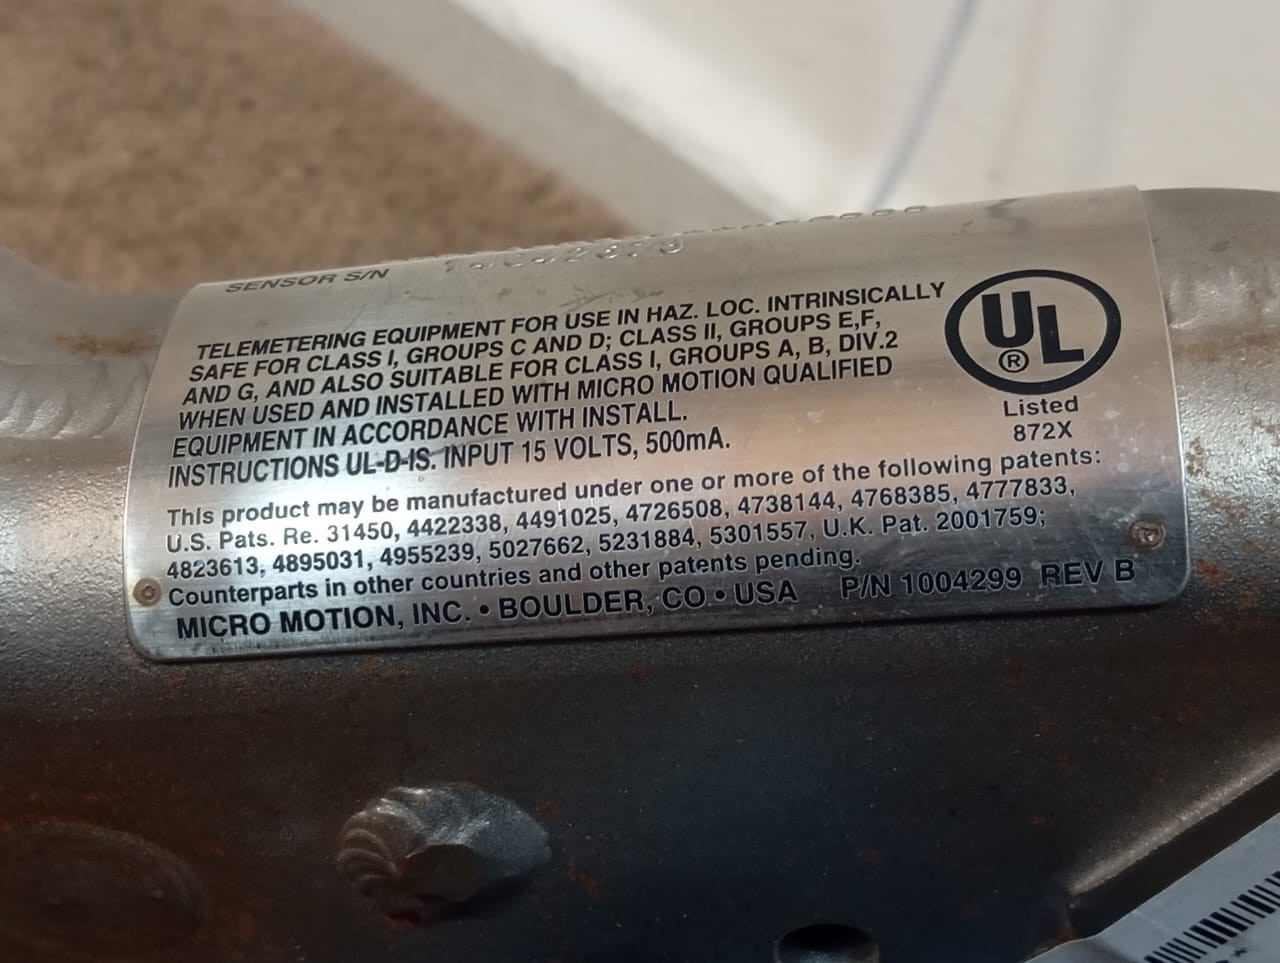 SENSOR S/N
TELEMETERING EQUIPMENT FOR USE IN HAZ. LOC. INTRINSICALLY
SAFE FOR CLASS I, GROUPS C AND D; CLASS II, GROUPS E,F,
AND G, AND ALSO SUITABLE FOR CLASS I, GROUPS A, B, DIV.2
WHEN USED AND INSTALLED WITH MICRO MOTION QUALIFIED
EQUIPMENT IN ACCORDANCE WITH INSTALL.
INSTRUCTIONS UL-D-IS. INPUT 15 VOLTS, 500mA.
UL
®
Listed
872X
This product may be manufactured under one or more of the following patents:
U.S. Pats. Re. 31450, 4422338, 4491025, 4726508, 4738144, 4768385, 4777833,
4823613, 4895031, 4955239, 5027662, 5231884, 5301557, U.K. Pat. 2001759;
Counterparts in other countries and other patents pending.
MICRO MOTION, INC. • BOULDER, CO • USA P/N 1004299 REV B